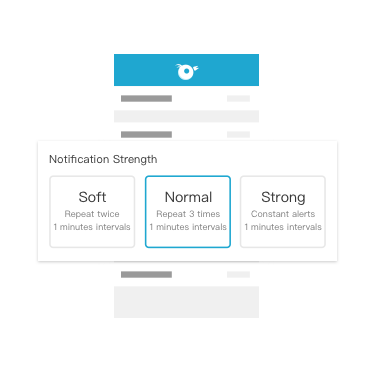 Notification Strength
Soft
Repeat twice
1 minutes intervals
Normal
Repeat 3 times
1 minutes intervals
Strong
Constant alerts
1 minutes intervals